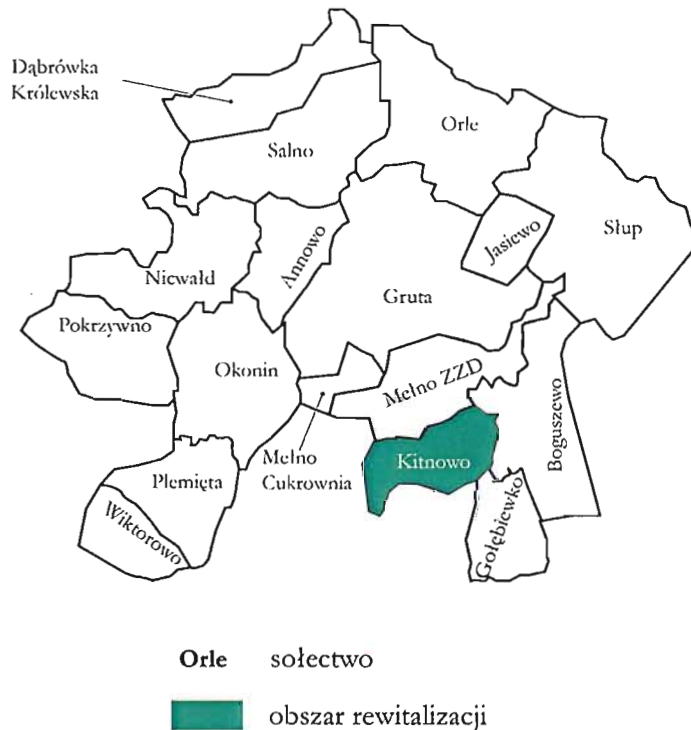 Dąbrówka
Królewska
Orle
Salno
Słup
Jasiewo
Annowo
Niewałd
Gruta
Pokrzywno
Okonin
Mełno ZZD
Boguszewo
Mełno
Cukrownia
Kitnowo
Plemięta
Wiktorowo
Gołębiewko
Orle sołectwo
obszar rewitalizacji